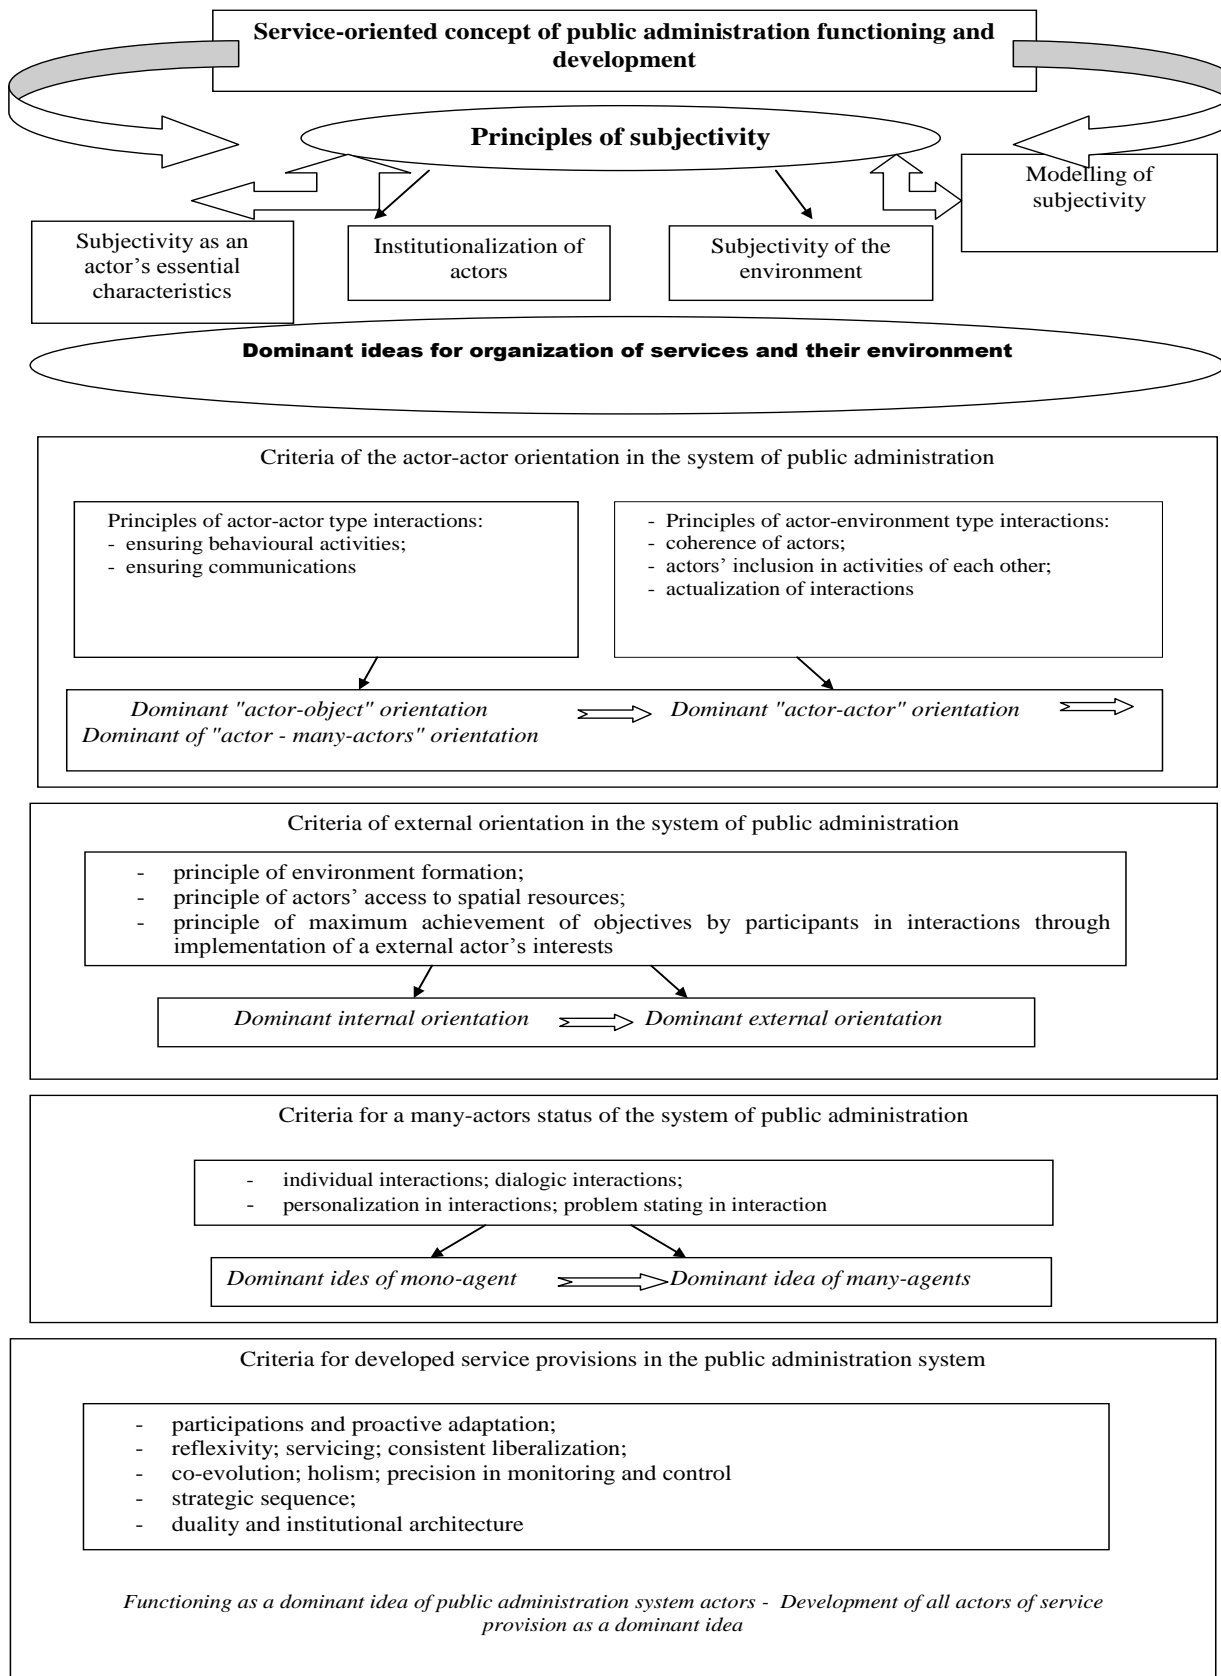 Service-oriented concept of public administration functioning and
development
Principles of subjectivity
Modelling of
subjectivity
Subjectivity as an
actor’s essential
characteristics
Institutionalization of
actors
Subjectivity of the
environment
Dominant ideas for organization of services and their environment
Criteria of the actor-actor orientation in the system of public administration
Principles of actor-actor type interactions:
- ensuring behavioural activities;
- ensuring communications
- Principles of actor-environment type interactions:
- coherence of actors;
- actors’ inclusion in activities of each other;
- actualization of interactions
Dominant "actor-object" orientation
Dominant "actor-actor" orientation
Dominant of "actor - many-actors" orientation
Criteria of external orientation in the system of public administration
- principle of environment formation;
- principle of actors’ access to spatial resources;
- principle of maximum achievement of objectives by participants in interactions through
implementation of a external actor’s interests
Dominant internal orientation
Dominant external orientation
Criteria for a many-actors status of the system of public administration
- individual interactions; dialogic interactions;
- personalization in interactions; problem stating in interaction
Dominant ides of mono-agent
Dominant idea of many-agents
Criteria for developed service provisions in the public administration system
- participations and proactive adaptation;
- reflexivity; servicing; consistent liberalization;
- co-evolution; holism; precision in monitoring and control
- strategic sequence;
- duality and institutional architecture
Functioning as a dominant idea of public administration system actors - Development of all actors of service
provision as a dominant idea